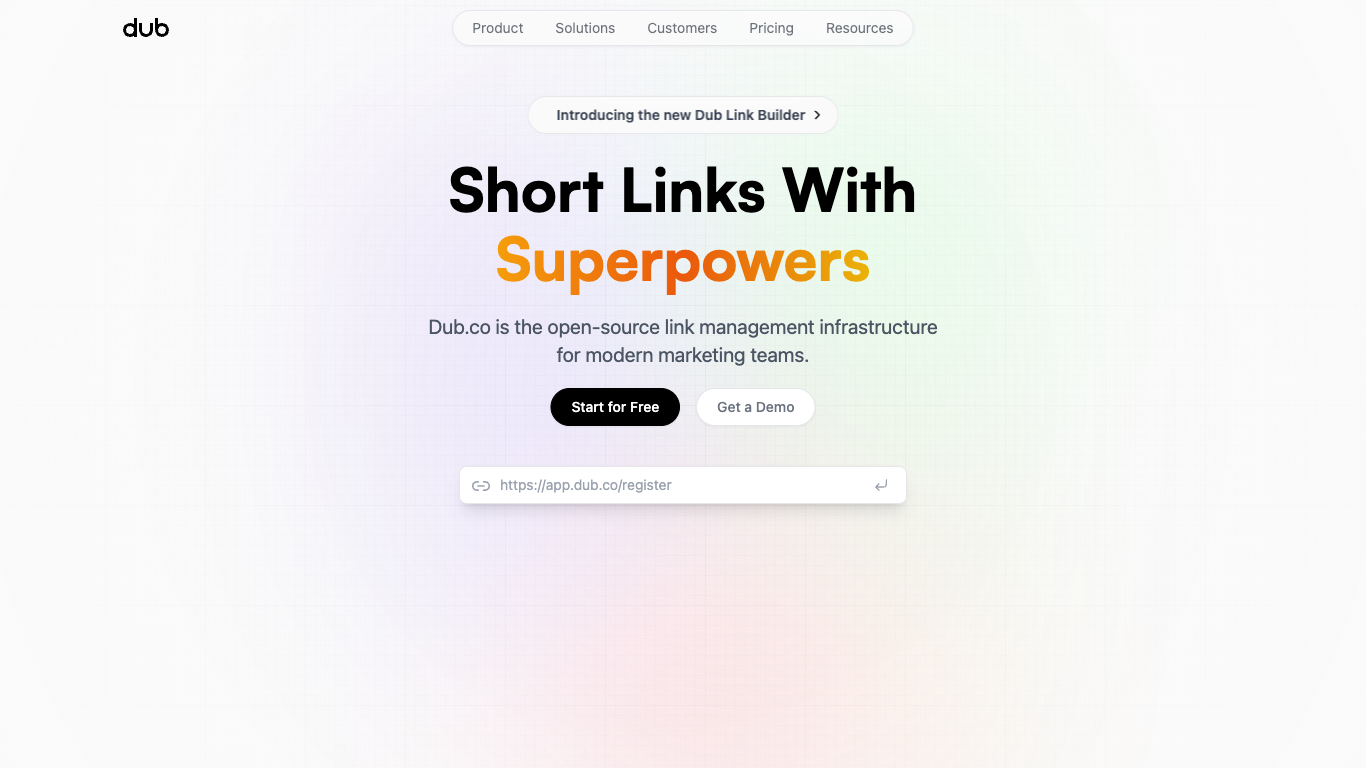 dub
Product
Solutions
Customers
Pricing
Resources
Introducing the new Dub Link Builder
Short Links With
Superpowers
Dub.co is the open-source link management infrastructure
for modern marketing teams.
Start for Free
Get a Demo
https://app.dub.co/register